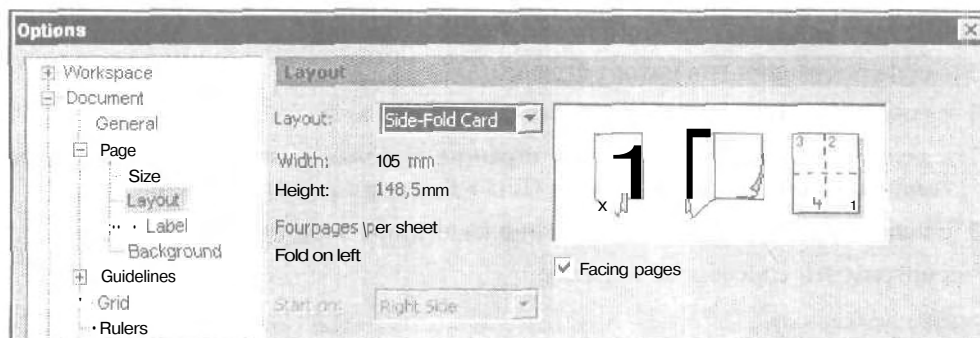 Options
Workspace
Document
General
Page
Size
Layout
Label
Background
Guidelines
Grid
Rulers
Layout
Layout: Side-Fold Card
Width: 105 mm
Height: 148,5mm
Fourpages \per sheet
Fold on left
Start on: Right Side
1
x
3 2
4 1
Facing pages